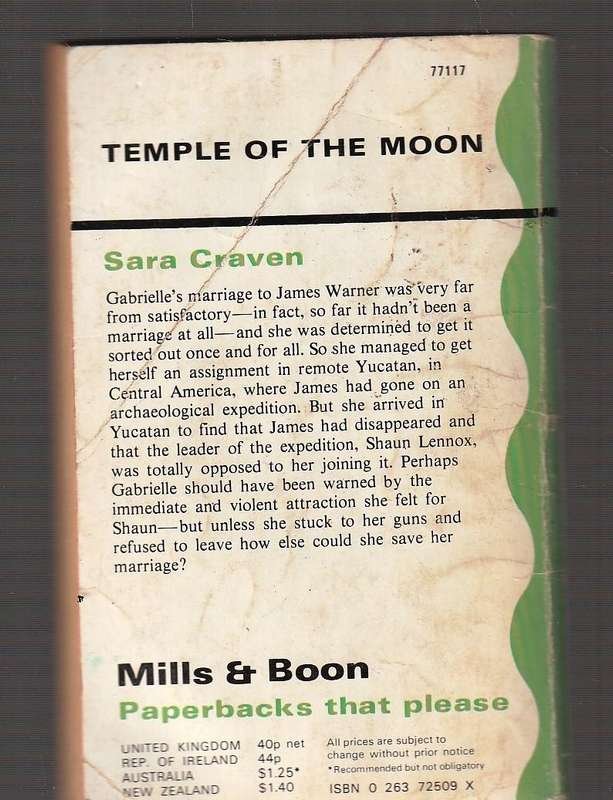 77117
TEMPLE OF THE MOON
Sara Craven
Gabrielle's marriage to James Warner was very far
from satisfactory—in fact, so far it hadn't been a
marriage at all—and she was determined to get it
sorted out once and for all. So she managed to get
herself an assignment in remote Yucatan, in
Central America, where James had gone on an
archaeological expedition. But she arrived in
Yucatan to find that James had disappeared and
that the leader of the expedition, Shaun Lennox,
was totally opposed to her joining it. Perhaps
Gabrielle should have been warned by the
immediate and violent attraction she felt for
Shaun—but unless she stuck to her guns and
refused to leave how else could she save her
marriage?
Mills & Boon
Paperbacks that please
UNITED KINGDOM 40p net
REP. OF IRELAND 44p
AUSTRALIA $1.25*
NEW ZEALAND $1.40
All prices are subject to
change without prior notice
*Recommended but not obligatory
ISBN 0 263 72509 X